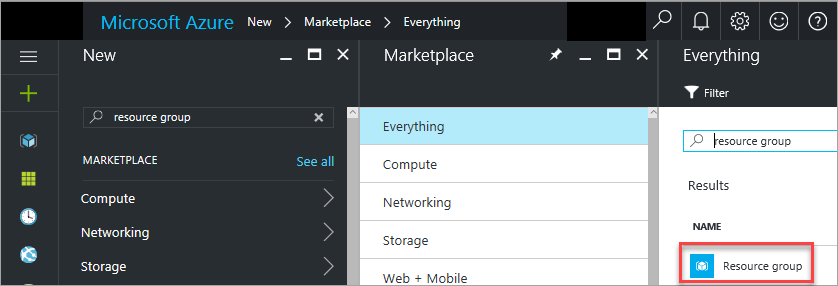 Microsoft Azure New > Marketplace > Everything
New
resource group
MARKETPLACE See all
Compute
Networking
Storage
Marketplace
Everything
Compute
Networking
Storage
Web + Mobile
Everything
Filter
resource group
Results
NAME
Resource group